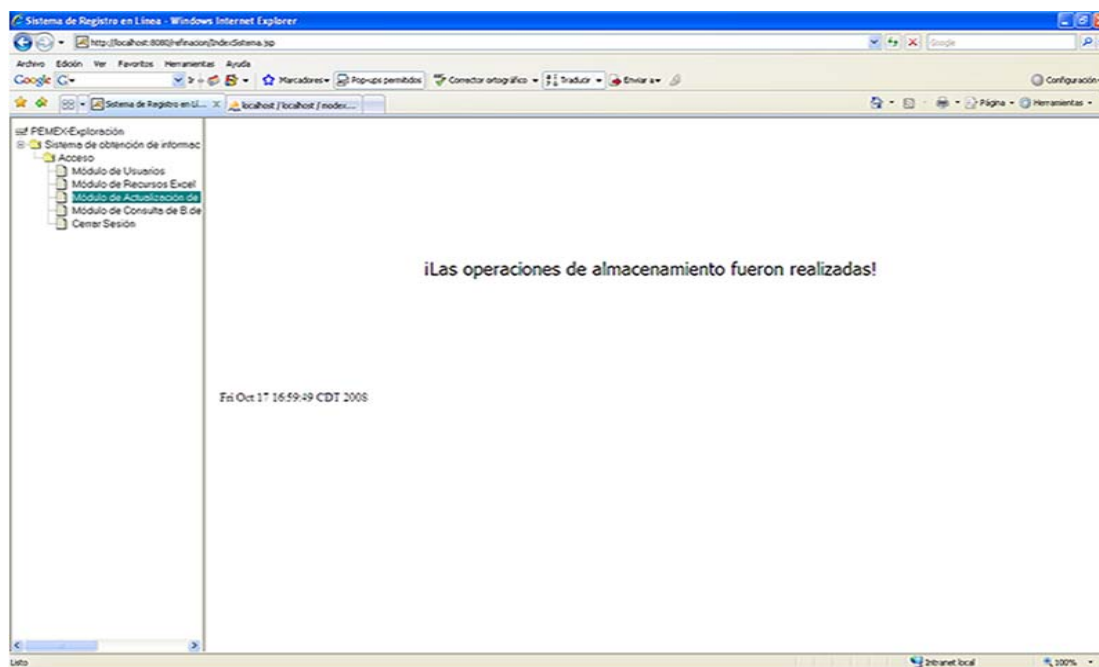 Sistema de Registro en Línea - Windows Internet Explorer
http://localhost:8080/refinacion/IndexSistema.jsp
Google
Archivo Edición Ver Favoritos Herramientas Ayuda
Google G Marcadores Pop-ups permitidos Corrector ortográfico Traducir Enviar a Configuración
Sistema de Registro en Lí... localhost / localhost / Página Herramientas
PEMEX-Exploración
Sistema de obtención de informac
Acceso
Módulo de Usuarios
Módulo de Recursos Excel
Módulo de Actualización de
Módulo de Consulta de B.de
Cerrar Sesión
¡Las operaciones de almacenamiento fueron realizadas!
Fri Oct 17 16:59:49 CDT 2008
Listo Intranet local 100%